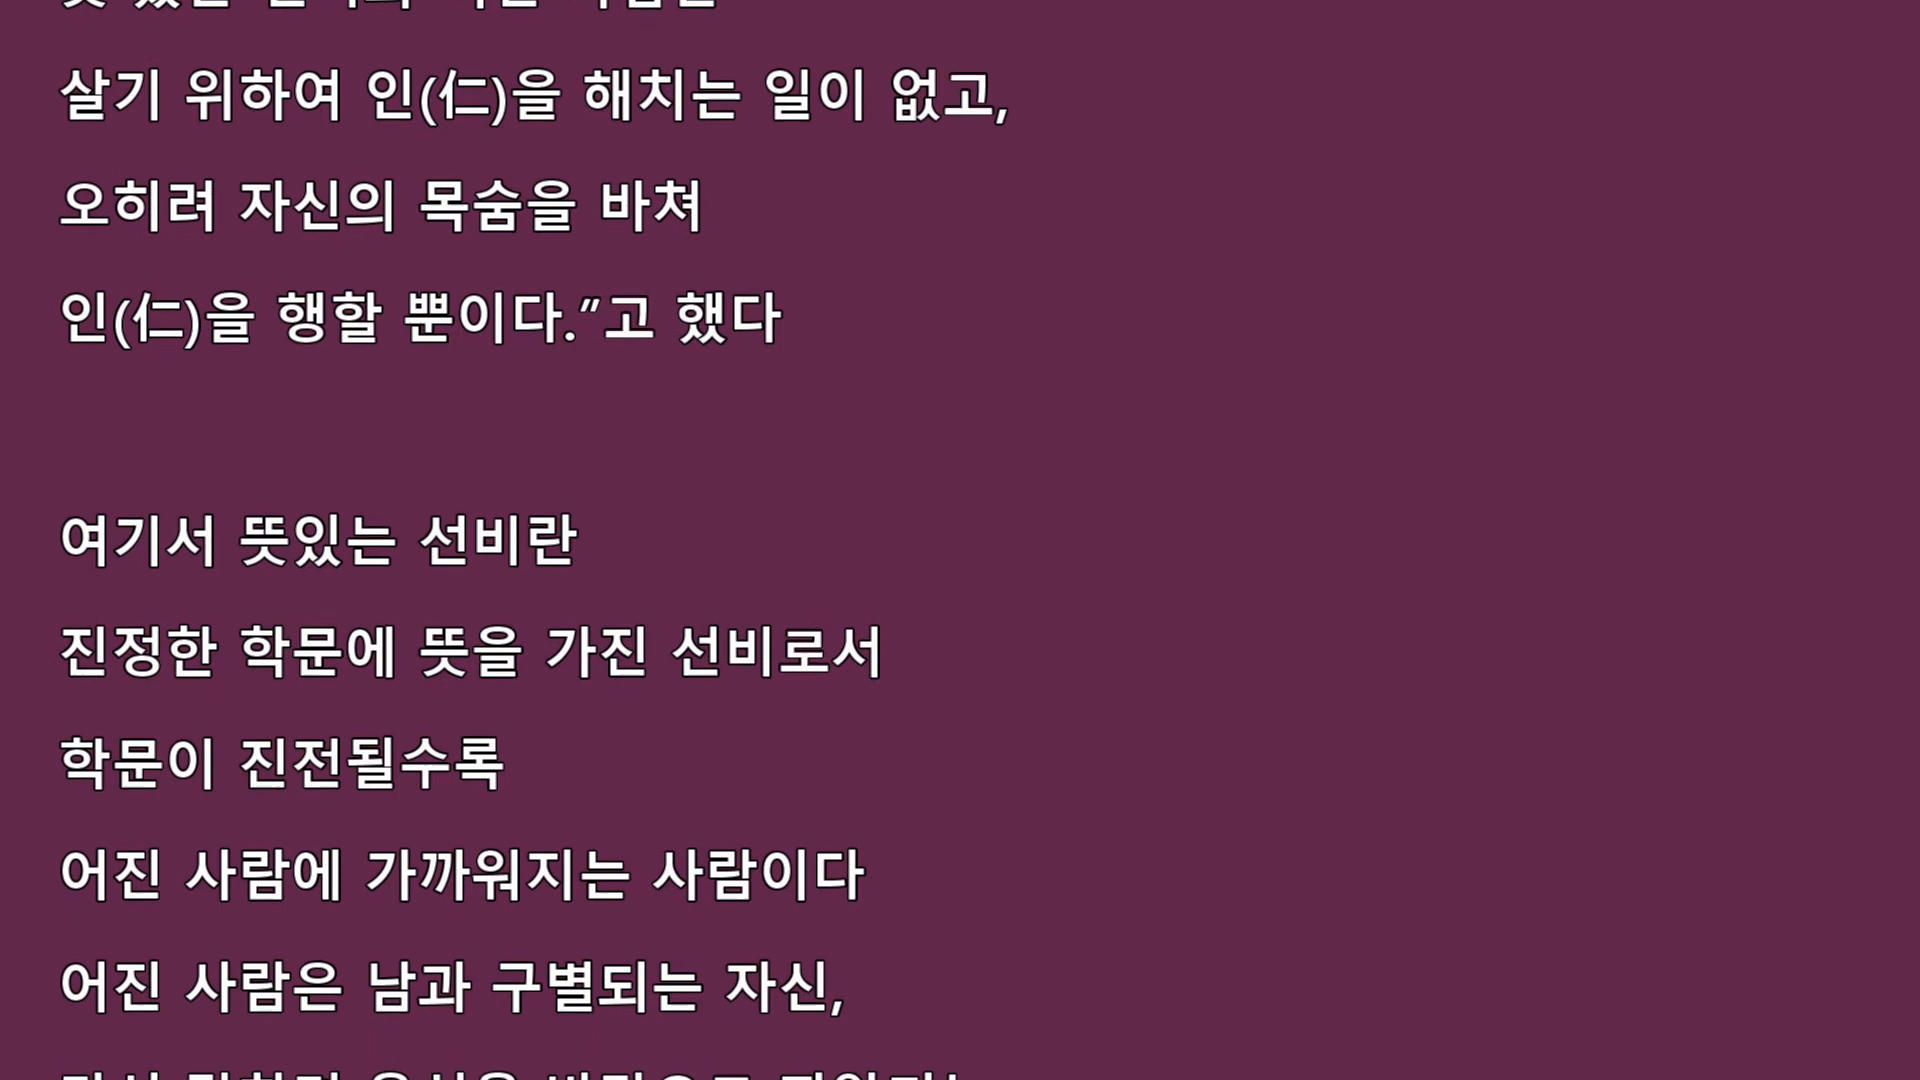 살기 위하여 인(仁)을 해치는 일이 없고,
오히려 자신의 목숨을 바쳐
인(仁)을 행할 뿐이다.”고 했다
여기서 뜻있는 선비란
진정한 학문에 뜻을 가진 선비로서
학문이 진전될수록
어진 사람에 가까워지는 사람이다
어진 사람은 남과 구별되는 자신,